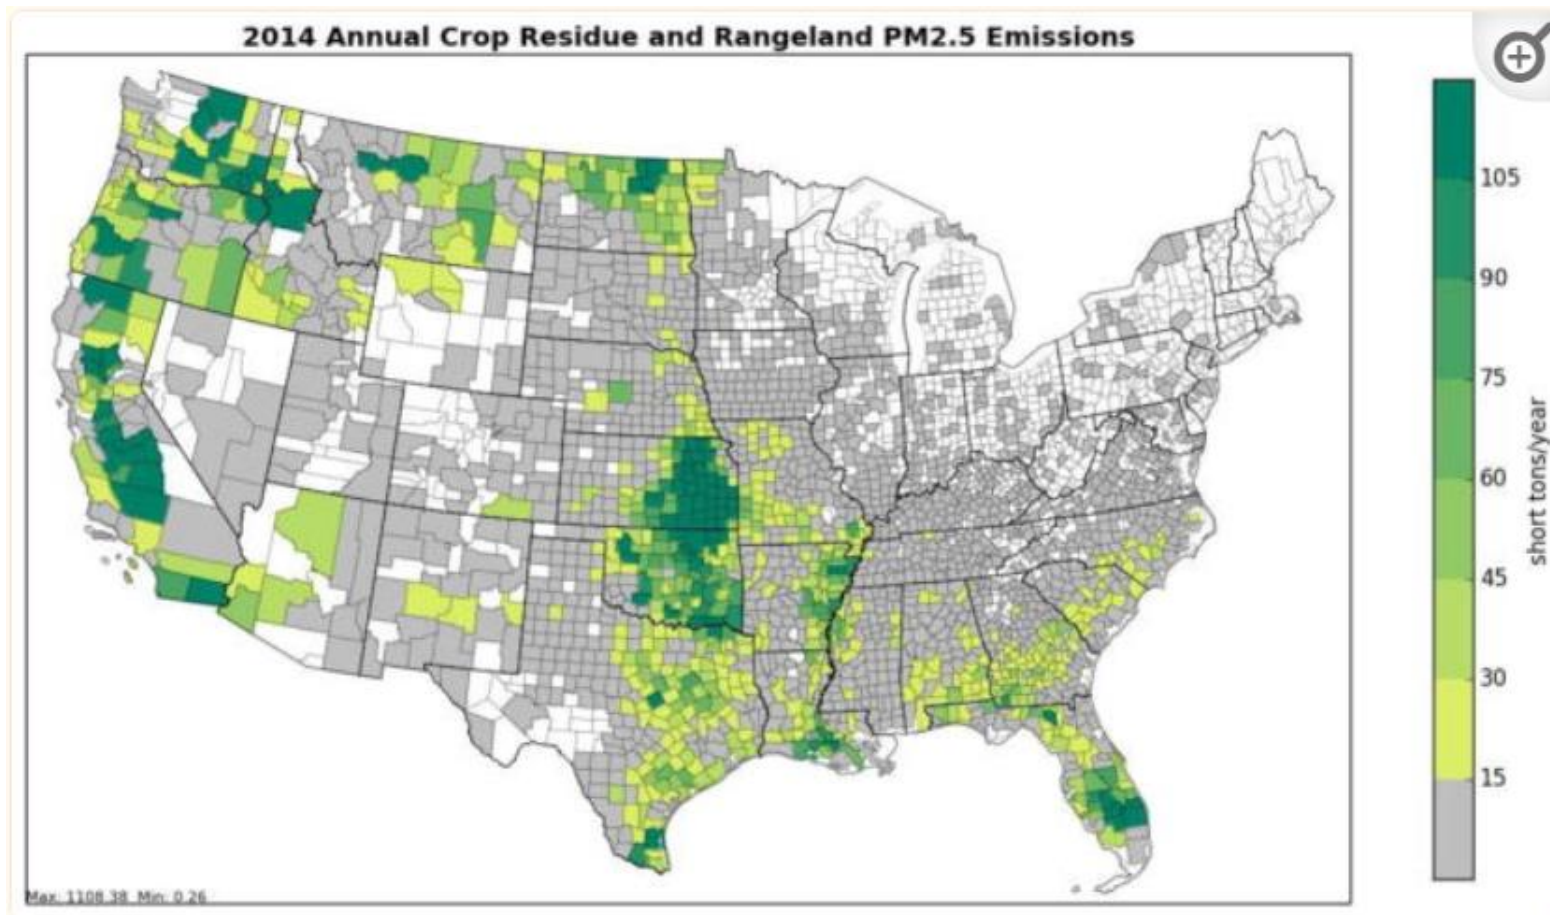 2014 Annual Crop Residue and Rangeland PM2.5 Emissions
105
90
75
60
45
30
15
short tons/year
Max: 1108.38 Min: 0.26